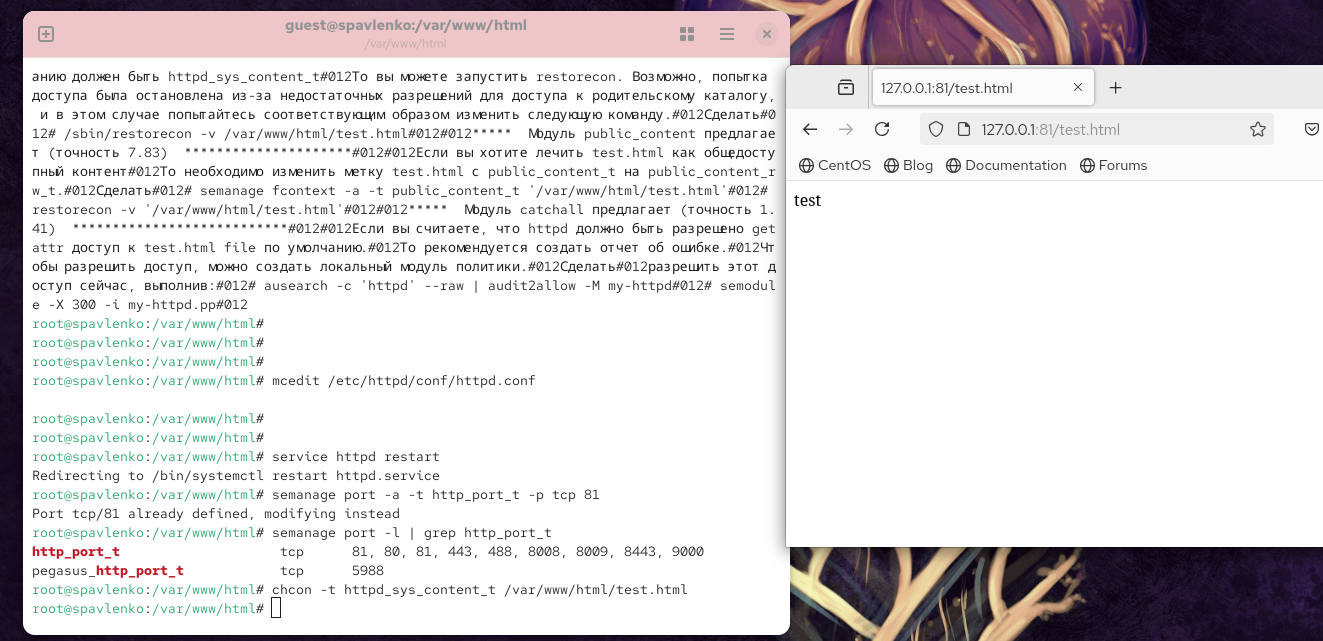 guest@spavlenko:/var/www/html
/var/www/html
анию должен быть httpd_sys_content_t#012То вы можете запустить restorecon. Возможно, попытка
доступа была остановлена из-за недостаточных разрешений для доступа к родительскому каталогу,
и в этом случае попытайтесь соответствующим образом изменить следующую команду.#012Сделать#0
12# /sbin/restorecon -v /var/www/html/test.html#012#012***** Модуль public_content предлагае
т (точность 7.83) *********************#012#012Если вы хотите лечить test.html как общедосту
пный контент#012То необходимо изменить метку test.html с public_content_t на public_content_r
w_t.#012Сделать#012# semanage fcontext -a -t public_content_t '/var/www/html/test.html'#012#
restorecon -v '/var/www/html/test.html'#012#012***** Модуль catchall предлагает (точность 1.
41) ***************************#012#012Если вы считаете, что httpd должно быть разрешено get
attr доступ к test.html file по умолчанию.#012То рекомендуется создать отчет об ошибке.#012Чт
обы разрешить доступ, можно создать локальный модуль политики.#012Сделать#012разрешить этот д
оступ сейчас, выполнив:#012# ausearch -c 'httpd' --raw | audit2allow -M my-httpd#012# semodul
e -X 300 -i my-httpd.pp#012
root@spavlenko:/var/www/html#
root@spavlenko:/var/www/html#
root@spavlenko:/var/www/html#
root@spavlenko:/var/www/html# mcedit /etc/httpd/conf/httpd.conf
root@spavlenko:/var/www/html#
root@spavlenko:/var/www/html#
root@spavlenko:/var/www/html# service httpd restart
Redirecting to /bin/systemctl restart httpd.service
root@spavlenko:/var/www/html# semanage port -a -t http_port_t -p tcp 81
Port tcp/81 already defined, modifying instead
root@spavlenko:/var/www/html# semanage port -l | grep http_port_t
http_port_t tcp 81, 80, 81, 443, 488, 8008, 8009, 8443, 9000
pegasus_http_port_t tcp 5988
root@spavlenko:/var/www/html# chcon -t httpd_sys_content_t /var/www/html/test.html
root@spavlenko:/var/www/html#
127.0.0.1:81/test.html
127.0.0.1:81/test.html
CentOS Blog Documentation Forums
test